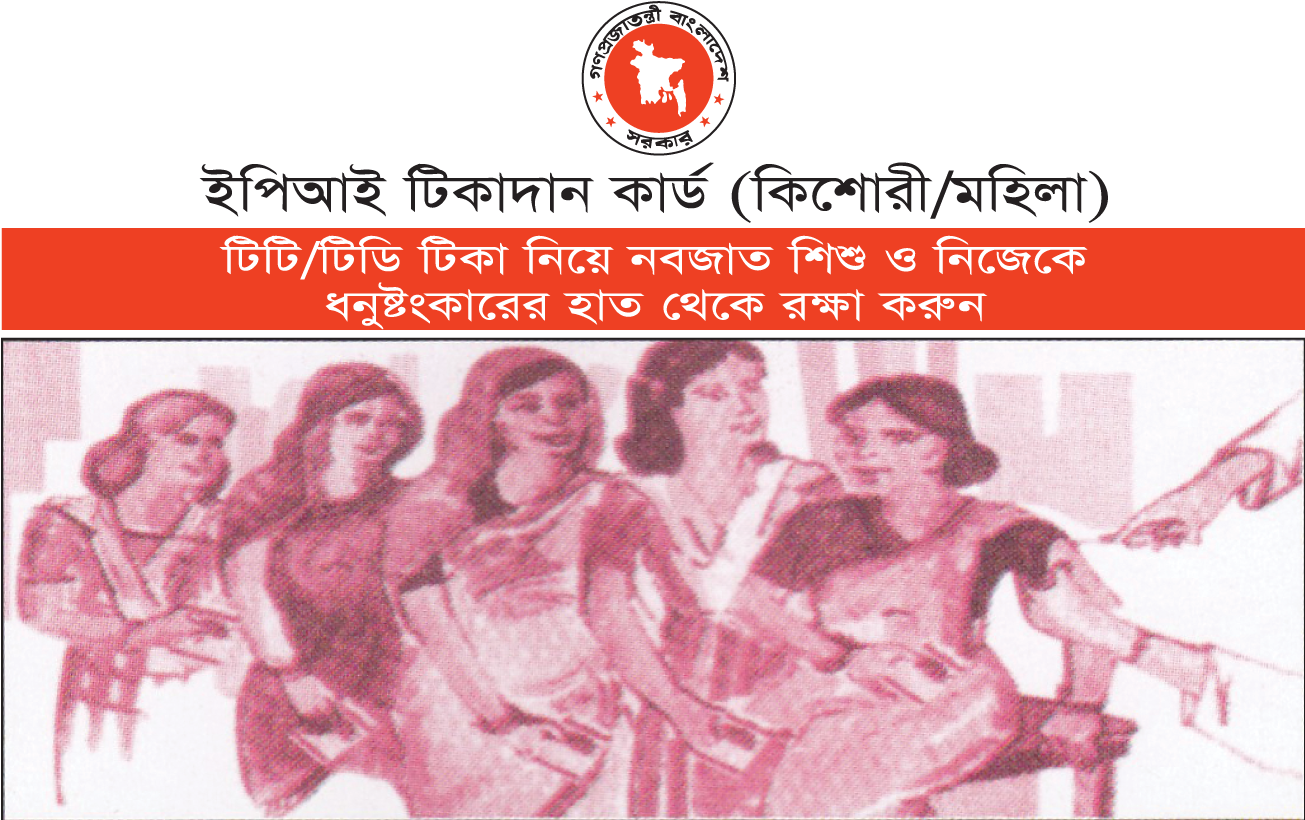 গণপ্রজাতন্ত্রী বাংলাদেশ
সরকার
ইপিআই টিকাদান কার্ড (কিশোরী/মহিলা)
টিটি/টিডি টিকা নিয়ে নবজাত শিশু ও নিজেকে
ধনুষ্টংকারের হাত থেকে রক্ষা করুন